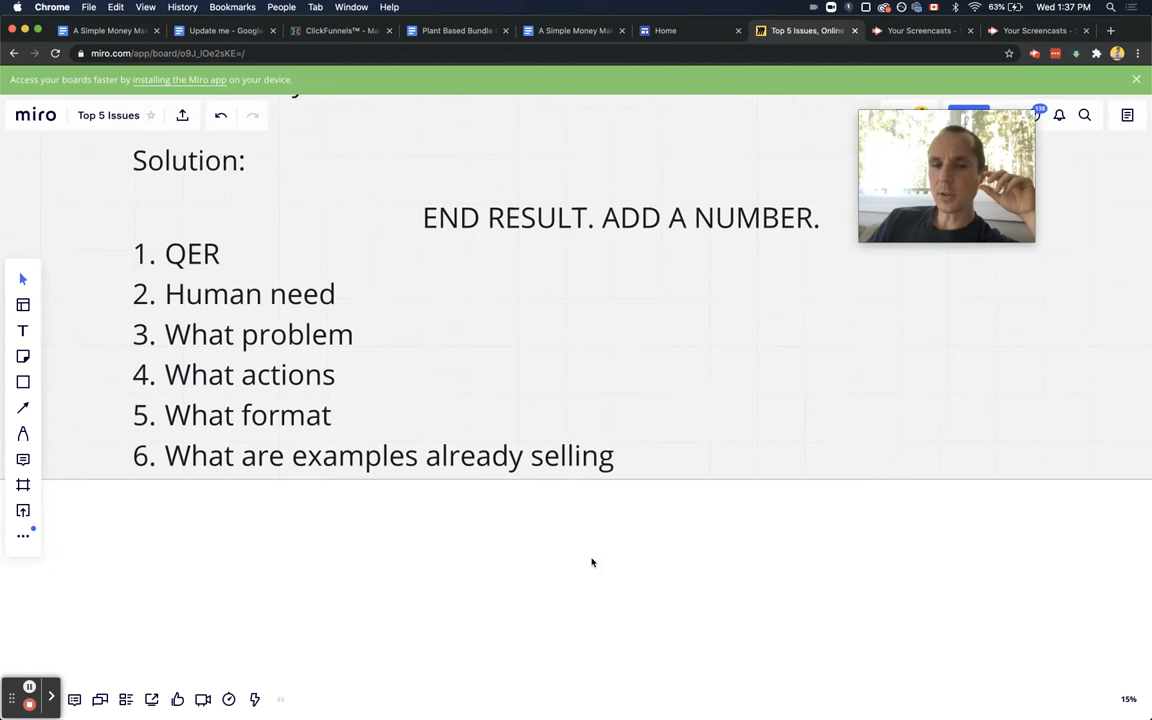 Chrome File Edit View History Bookmarks People Tab Window Help
63% Wed 1:37 PM
A Simple Money Ma
Update me - Google
ClickFunnels™ - Ma
Plant Based Bundle
A Simple Money Ma
Home
Top 5 Issues, Online
Your Screencasts -
Your Screencasts -
miro.com/app/board/o9J_lOe2sKE=/
Access your boards faster by installing the Miro app on your device.
miro Top 5 Issues
138
Solution:
END RESULT. ADD A NUMBER.
1. QER
2. Human need
3. What problem
4. What actions
5. What format
6. What are examples already selling
15%